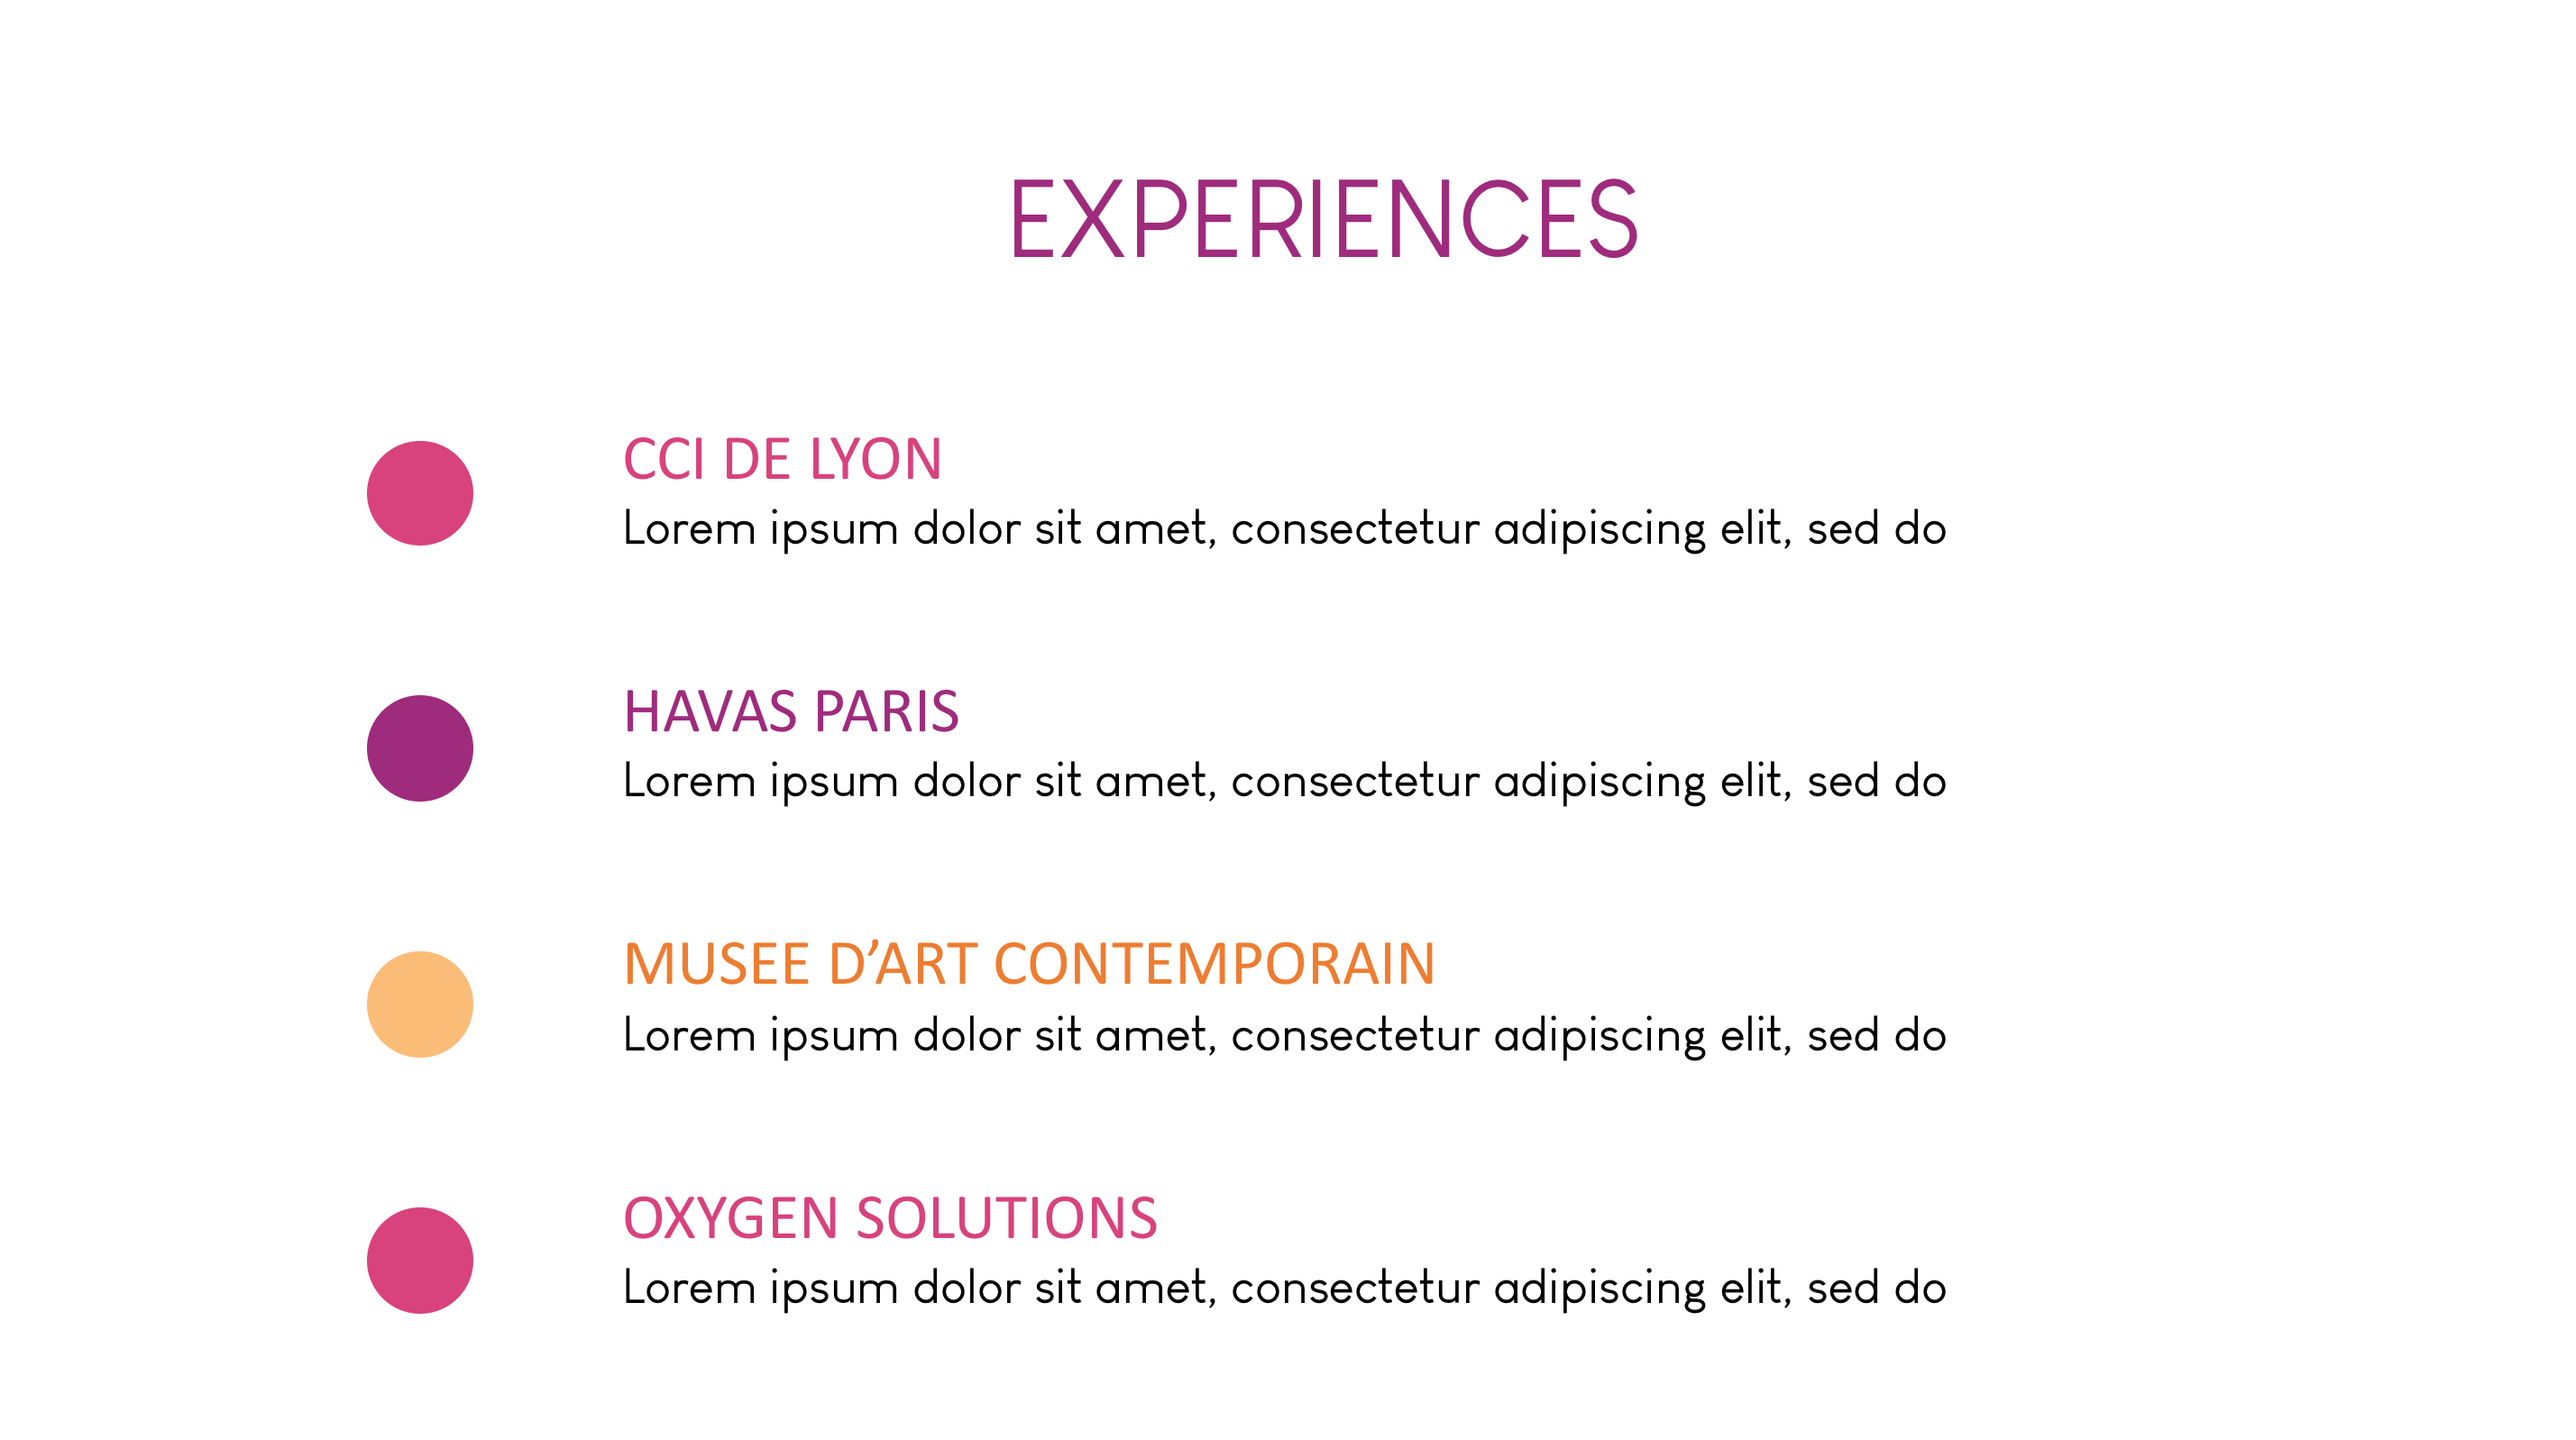 EXPERIENCES
CCI DE LYON
Lorem ipsum dolor sit amet, consectetur adipiscing elit, sed do
HAVAS PARIS
Lorem ipsum dolor sit amet, consectetur adipiscing elit, sed do
MUSEE D’ART CONTEMPORAIN
Lorem ipsum dolor sit amet, consectetur adipiscing elit, sed do
OXYGEN SOLUTIONS
Lorem ipsum dolor sit amet, consectetur adipiscing elit, sed do